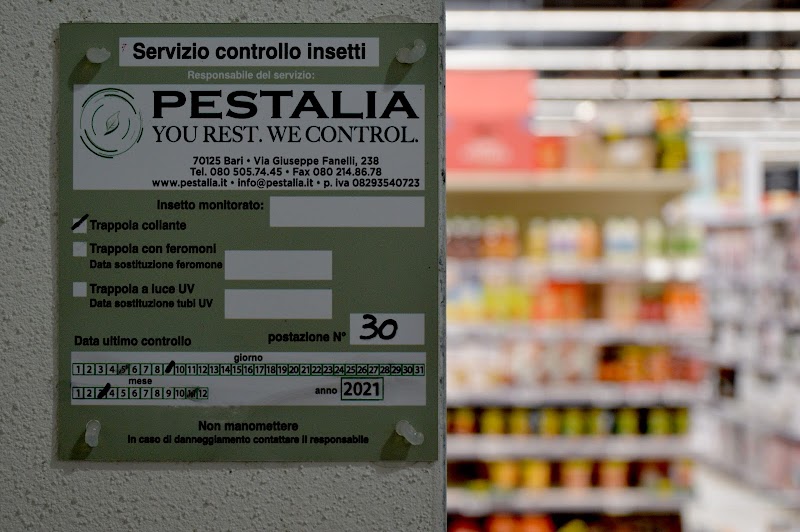 Servizio controllo insetti
Responsabile del servizio:
PESTALIA
YOU REST. WE CONTROL.
70125 Bari • Via Giuseppe Fanelli, 238
Tel. 080 505.74.45 • Fax 080 214.86.78
www.pestalia.it • info@pestalia.it • p. iva 08293540723
Insetto monitorato:
Trappola collante
Trappola con feromoni
Data sostituzione feromone
Trappola a luce UV
Data sostituzione tubi UV
postazione N° 30
Data ultimo controllo
giorno
1 2 3 4 5 6 7 8 9 10 11 12 13 14 15 16 17 18 19 20 21 22 23 24 25 26 27 28 29 30 31
mese
1 2 3 4 5 6 7 8 9 10 11 12
anno 2021
Non manomettere
In caso di danneggiamento contattare il responsabile